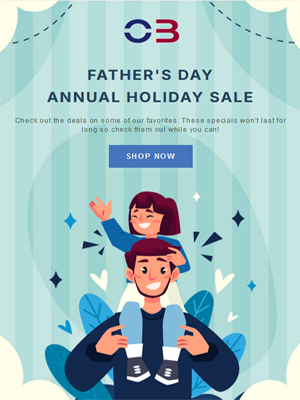 OB
FATHER'S DAY
ANNUAL HOLIDAY SALE
Check out the deals on some of our favorites. These specials won't last for
long so check them out while you can!
SHOP NOW